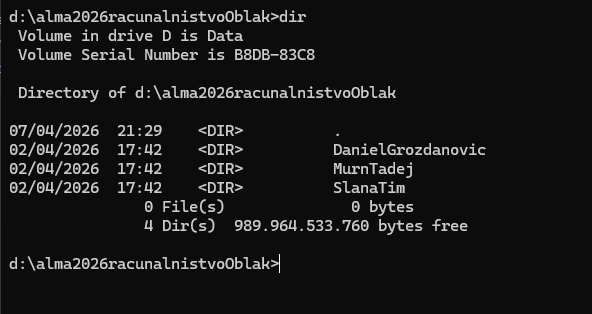 d:\alma2026racunalnistvoOblak>dir
 Volume in drive D is Data
 Volume Serial Number is B8DB-83C8

 Directory of d:\alma2026racunalnistvoOblak

07/04/2026  21:29    <DIR>          .
02/04/2026  17:42    <DIR>          DanielGrozdanovic
02/04/2026  17:42    <DIR>          MurnTadej
02/04/2026  17:42    <DIR>          SlanaTim
               0 File(s)              0 bytes
               4 Dir(s)  989.964.533.760 bytes free

d:\alma2026racunalnistvoOblak>